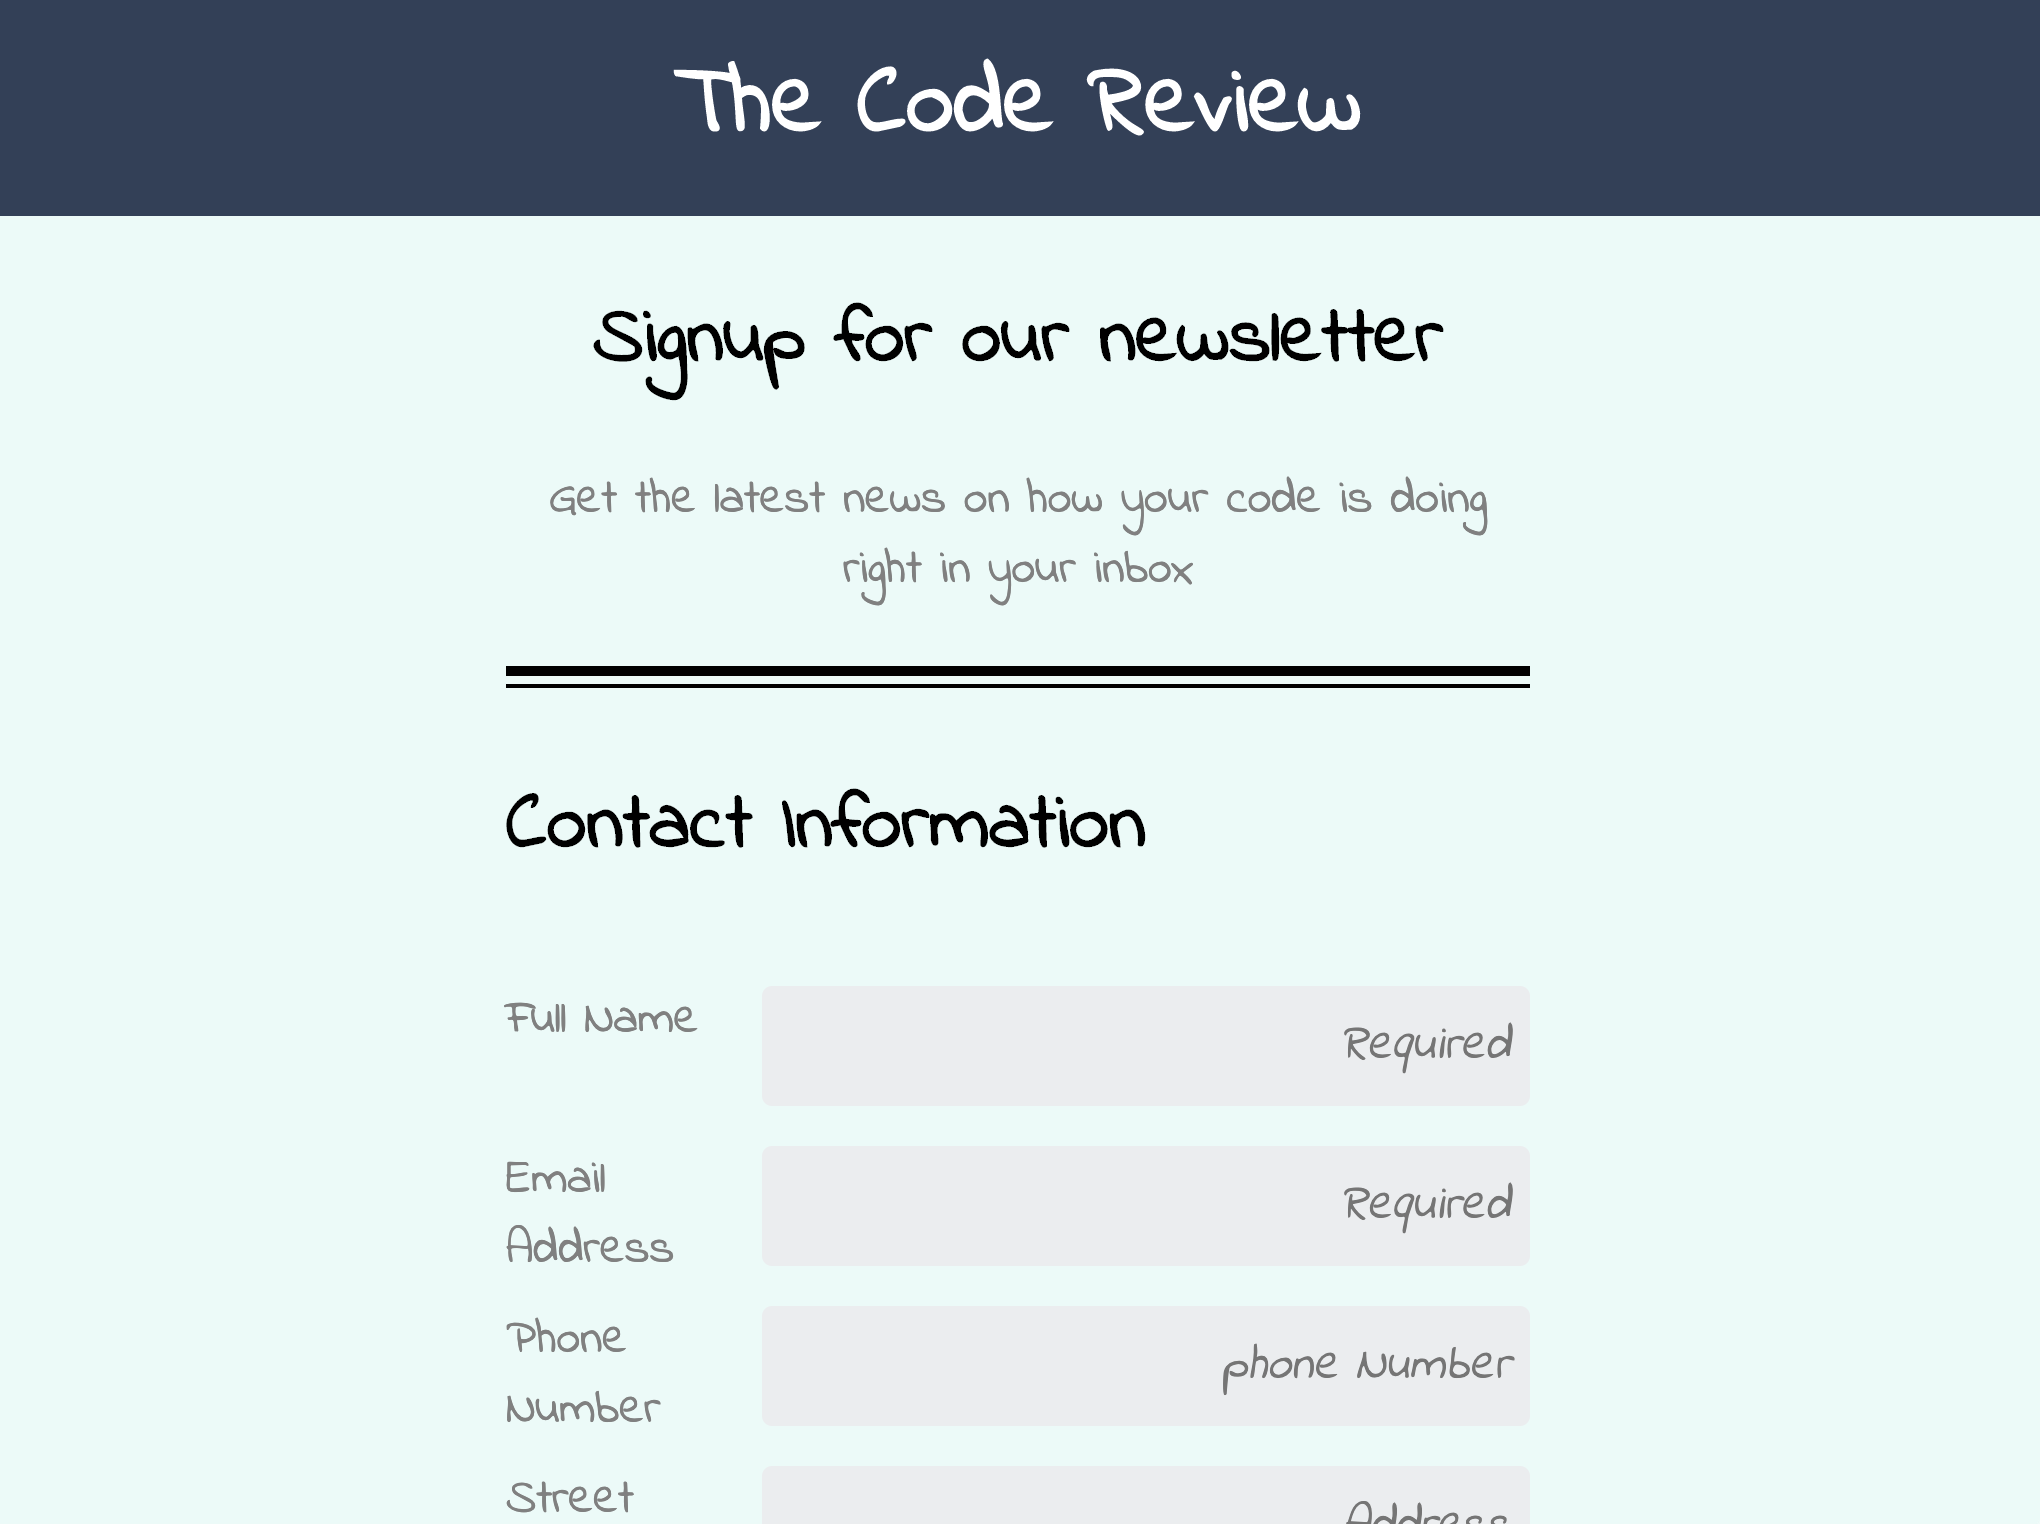 The Code Review
Signup for our newsletter
Get the latest news on how your code is doing
right in your inbox
Contact Information
Full Name
Required
Email
Address
Required
Phone
Number
phone Number
Street
Address